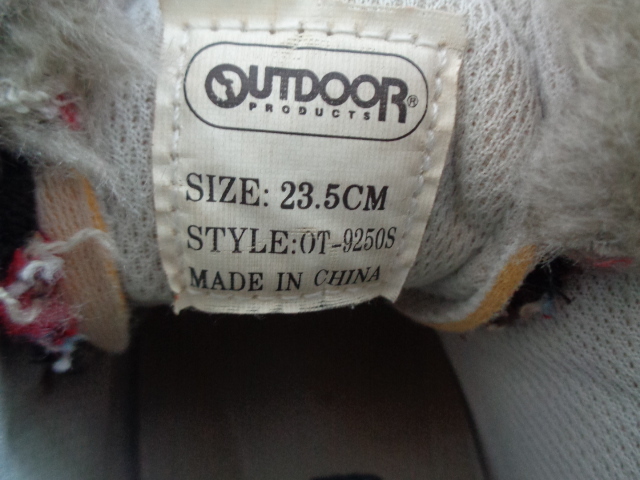 OUTDOOR®
PRODUCTS
SIZE: 23.5CM
STYLE:OT-9250S
MADE IN CHINA